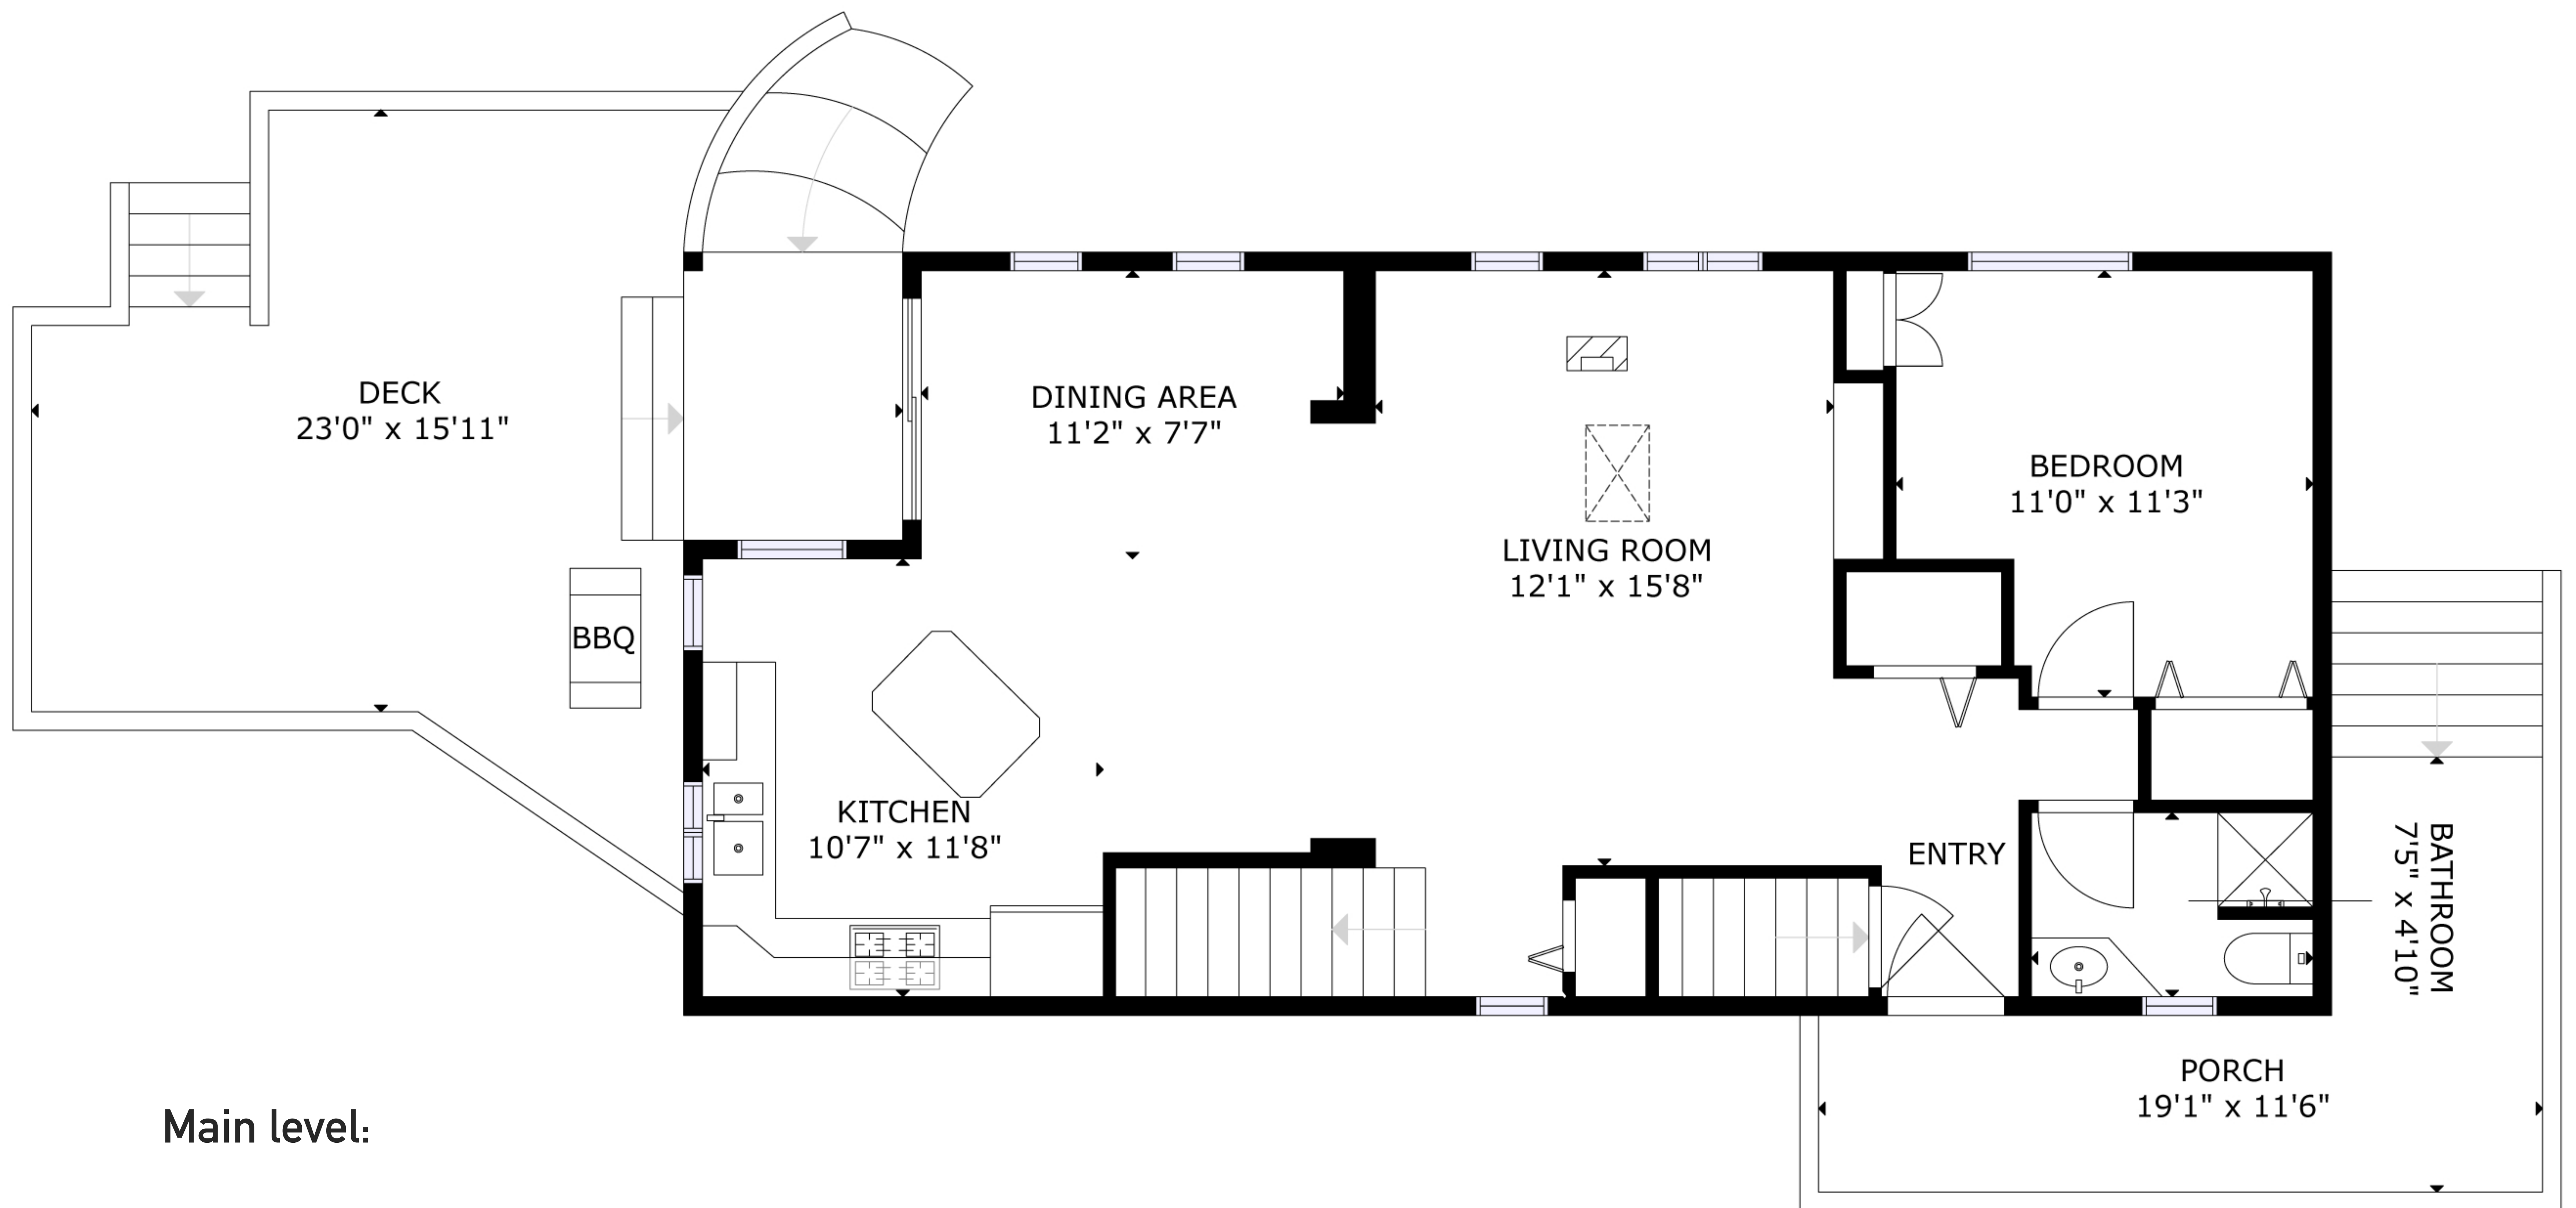 DECK
23'0" x 15'11"
DINING AREA
11'2" x 7'7"
BEDROOM
11'0" x 11'3"
LIVING ROOM
12'1" x 15'8"
BBQ
KITCHEN
10'7" x 11'8"
ENTRY
BATHROOM
7'5" x 4'10"
PORCH
19'1" x 11'6"
Main level: